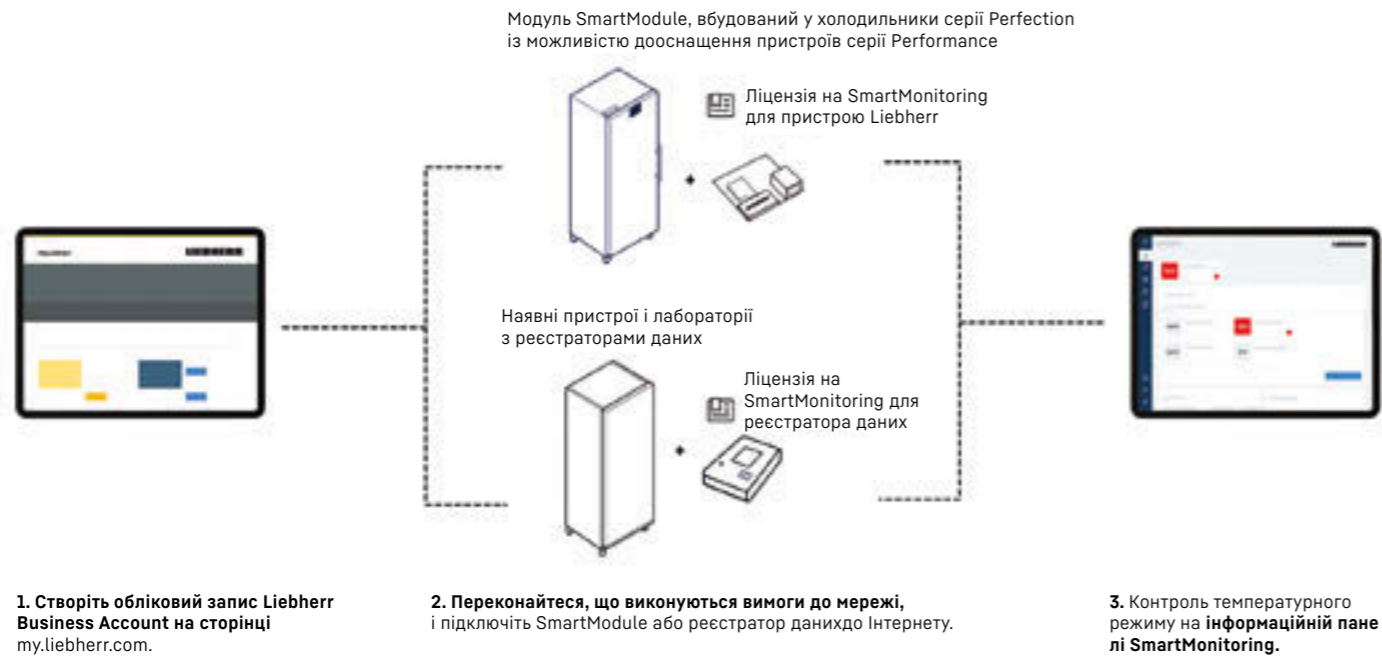 Модуль SmartModule, вбудований у холодильники серії Perfection
із можливістю дооснащення пристроїв серії Performance
Ліцензія на SmartMonitoring
для пристрою Liebherr
Наявні пристрої і лабораторії
з реєстраторами даних
Ліцензія на
SmartMonitoring для
реєстратора даних
1. Створіть обліковий запис Liebherr
Business Account на сторінці
my.liebherr.com.
2. Переконайтеся, що виконуються вимоги до мережі,
і підключіть SmartModule або реєстратор данихдо Інтернету.
3. Контроль температурного
режиму на інформаційній пане
лі SmartMonitoring.